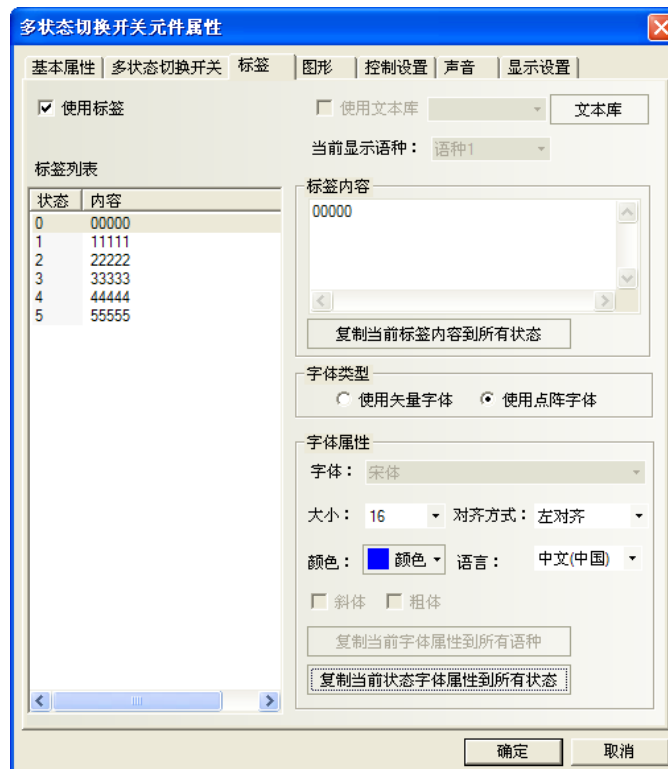 多状态切换开关元件属性
基本属性 多状态切换开关 标签 图形 控制设置 声音 显示设置
使用标签 使用文本库 文本库
当前显示语种： 语种1
标签列表
标签内容
状态 内容
0 00000
1 11111
2 22222
3 33333
4 44444
5 55555
00000
复制当前标签内容到所有状态
字体类型
使用矢量字体 使用点阵字体
字体属性
字体： 宋体
大小： 16 对齐方式： 左对齐
颜色： 颜色 语言： 中文(中国)
斜体 粗体
复制当前字体属性到所有语种
复制当前状态字体属性到所有状态
确定 取消